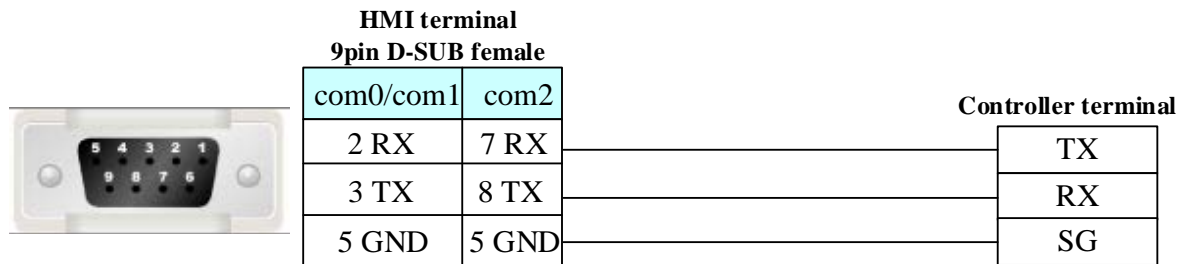 HMI terminal
9pin D-SUB female
com0/com1 com2
Controller terminal
5 4 3 2 1
9 8 7 6
2 RX 7 RX TX
3 TX 8 TX RX
5 GND 5 GND SG